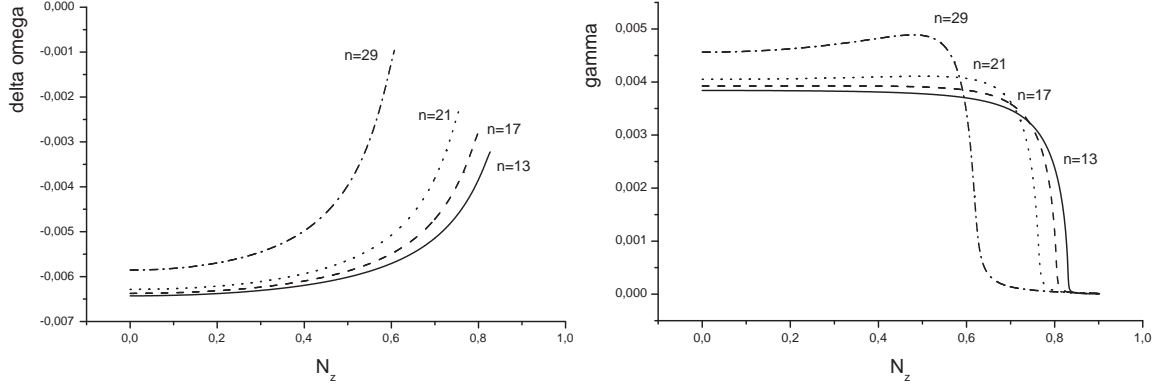 delta omega
0,000
-0,001
-0,002
-0,003
-0,004
-0,005
-0,006
-0,007
0,0 0,2 0,4 0,6 0,8 1,0
N_z
n=29
n=21
n=17
n=13
gamma
0,005
0,004
0,003
0,002
0,001
0,000
0,0 0,2 0,4 0,6 0,8 1,0
N_z
n=29
n=21
n=17
n=13